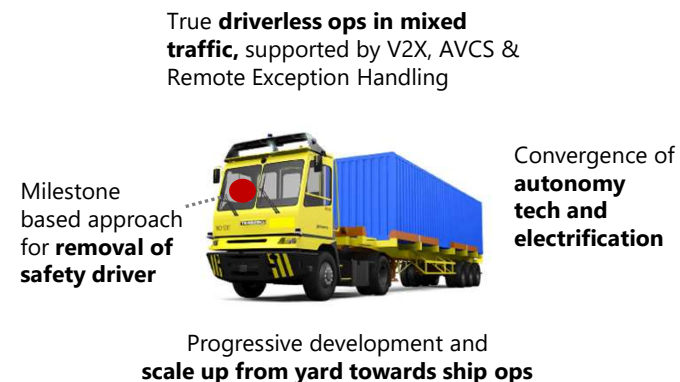 True driverless ops in mixed
traffic, supported by V2X, AVCS &
Remote Exception Handling
Milestone
based approach
for removal of
safety driver
Convergence of
autonomy
tech and
electrification
TERBERG
Progressive development and
scale up from yard towards ship ops